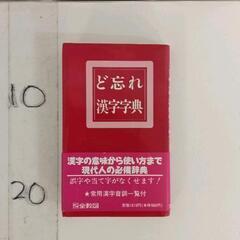 ど忘れ
漢字字典
10
20
漢字の意味から使い方まで
現代人の必備辞典
誤字や当て字がなくせます!
★常用漢字音訓一覧付